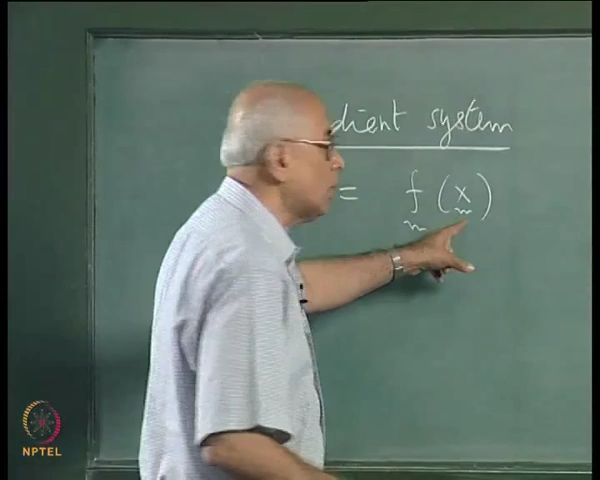 dient system
= f (x)
NPTEL